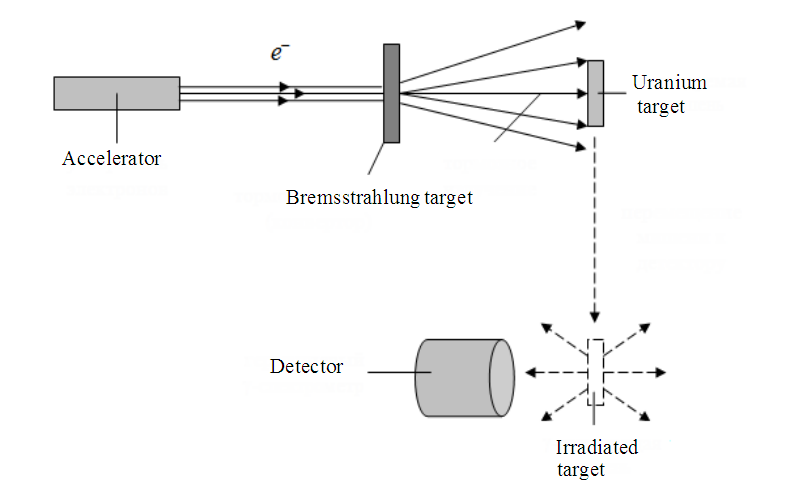 e⁻
Uranium
target
Accelerator
Bremsstrahlung target
Detector
Irradiated
target